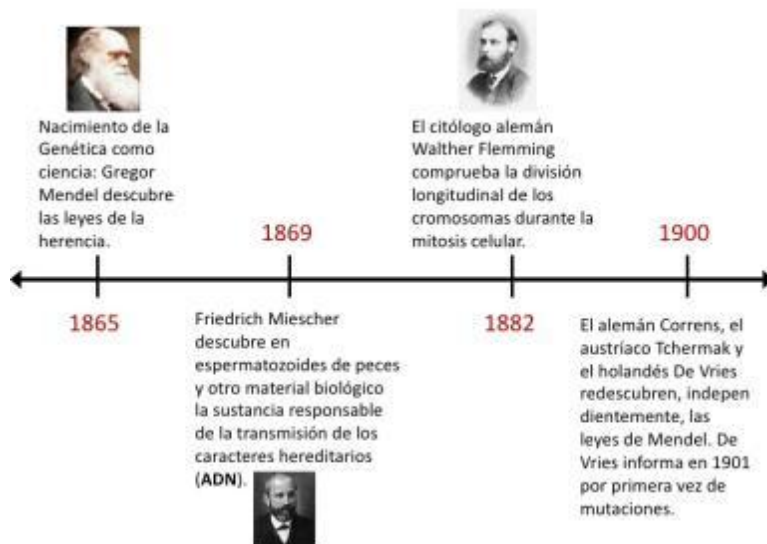 Nacimiento de la
Genética como
ciencia: Gregor
Mendel descubre
las leyes de la
herencia.
1865
1869
Friedrich Miescher
descubre en
espermatozoides de peces
y otro material biológico
la sustancia responsable
de la transmisión de los
caracteres hereditarios
(ADN).
El citólogo alemán
Walther Flemming
comprueba la división
longitudinal de los
cromosomas durante la
mitosis celular.
1882
1900
El alemán Correns, el
austríaco Tchermak y
el holandés De Vries
redescubren, indepen
dientemente, las
leyes de Mendel. De
Vries informa en 1901
por primera vez de
mutaciones.